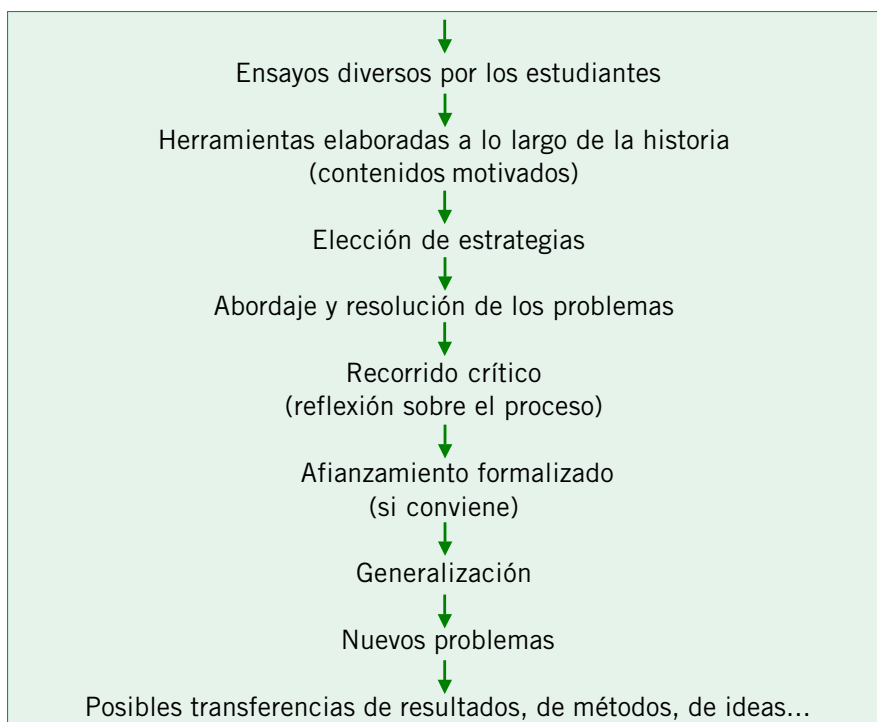 Ensayos diversos por los estudiantes
Herramientas elaboradas a lo largo de la historia
(contenidos motivados)
Elección de estrategias
Abordaje y resolución de los problemas
Recorrido crítico
(reflexión sobre el proceso)
Afianzamiento formalizado
(si conviene)
Generalización
Nuevos problemas
Posibles transferencias de resultados, de métodos, de ideas...